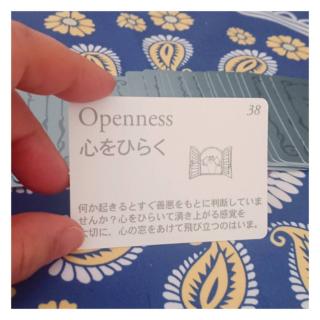 38
Openness
心をひらく
何か起きるとすぐ善悪をもとに判断していま
せんか?心をひらいて湧き上がる感覚を
大切に、心の窓をあけて飛び立つのはいま。